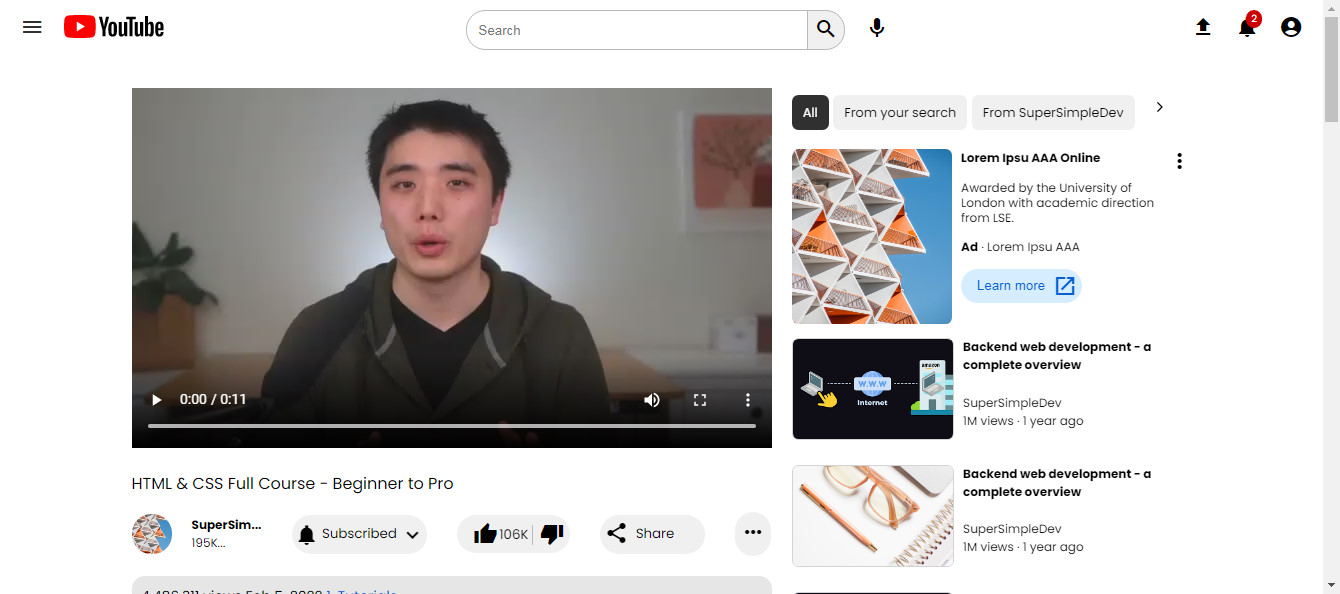 YouTube
Search
2
All
From your search
From SuperSimpleDev
Lorem Ipsu AAA Online
Awarded by the University of
London with academic direction
from LSE.
Ad · Lorem Ipsu AAA
Learn more
0:00 / 0:11
amazon
W.W.W
Internet
Backend web development - a
complete overview
SuperSimpleDev
1M views · 1 year ago
HTML & CSS Full Course - Beginner to Pro
Backend web development - a
complete overview
SuperSimpleDev
1M views · 1 year ago
SuperSim...
195K...
Subscribed
106K
Share